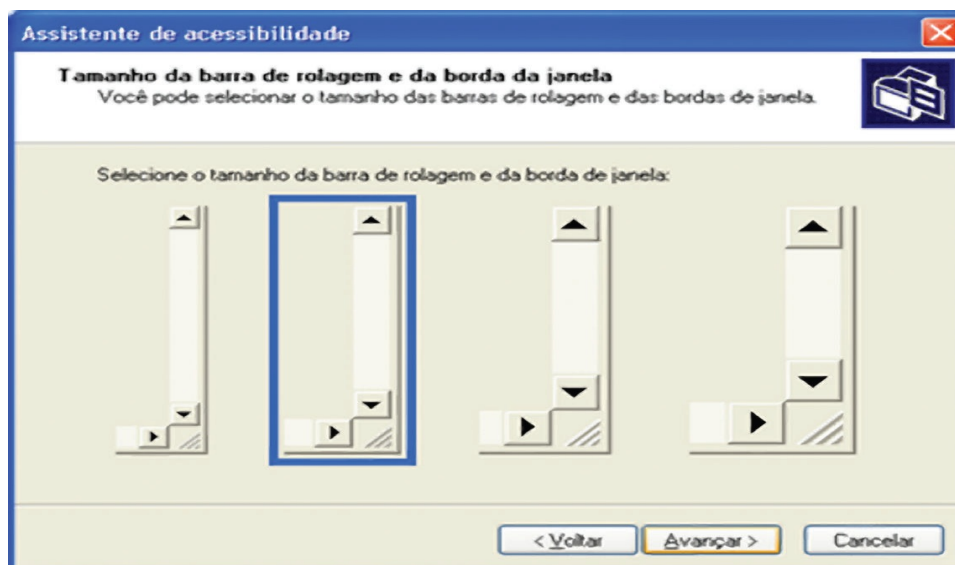 Assistente de acessibilidade
Tamanho da barra de rolagem e da borda da janela
Você pode selecionar o tamanho das barras de rolagem e das bordas de janela.
Selecione o tamanho da barra de rolagem e da borda de janela:
< Voltar Avançar > Cancelar